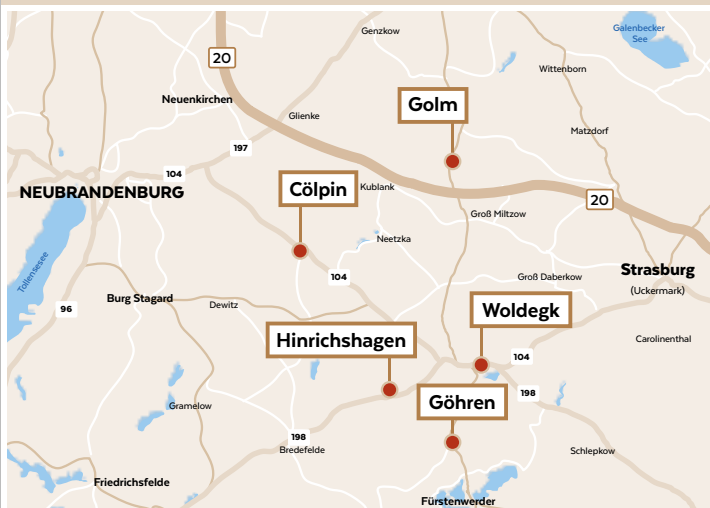 Genzkow
Galenbecker
See
20
Wittenborn
Neuenkirchen
Golm
Glienke
Matzdorf
197
104
NEUBRANDENBURG
Cölpin
Kublank
20
Groß Miltzow
Neetzka
Tollensesee
104
Groß Daberkow
Strasburg
(Uckermark)
Burg Stagard
Dewitz
96
Woldegk
Hinrichshagen
Carolinenthal
104
198
Göhren
Gramelow
198
Bredefelde
Schlepkow
Friedrichsfelde
Fürstenwerder